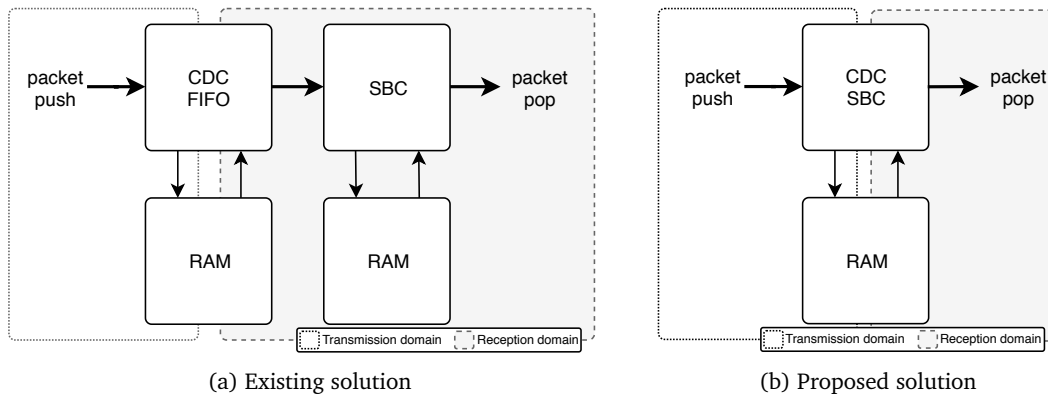 packet
push
CDC
FIFO
SBC
packet
pop
RAM
RAM
Transmission domain
Reception domain
(a) Existing solution
packet
push
CDC
SBC
packet
pop
RAM
Transmission domain
Reception domain
(b) Proposed solution